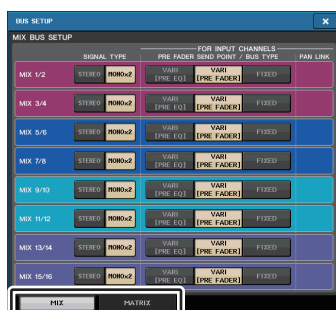 BUS SETUP
MIX BUS SETUP
FOR INPUT CHANNELS
SIGNAL TYPE PRE FADER SEND POINT / BUS TYPE PAN LINK
MIX 1/2 STEREO MONOx2 VARI [PRE EQ] VARI [PRE FADER] FIXED
MIX 3/4 STEREO MONOx2 VARI [PRE EQ] VARI [PRE FADER] FIXED
MIX 5/6 STEREO MONOx2 VARI [PRE EQ] VARI [PRE FADER] FIXED
MIX 7/8 STEREO MONOx2 VARI [PRE EQ] VARI [PRE FADER] FIXED
MIX 9/10 STEREO MONOx2 VARI [PRE EQ] VARI [PRE FADER] FIXED
MIX 11/12 STEREO MONOx2 VARI [PRE EQ] VARI [PRE FADER] FIXED
MIX 13/14 STEREO MONOx2 VARI [PRE EQ] VARI [PRE FADER] FIXED
MIX 15/16 STEREO MONOx2 VARI [PRE EQ] VARI [PRE FADER] FIXED
MIX MATRIX